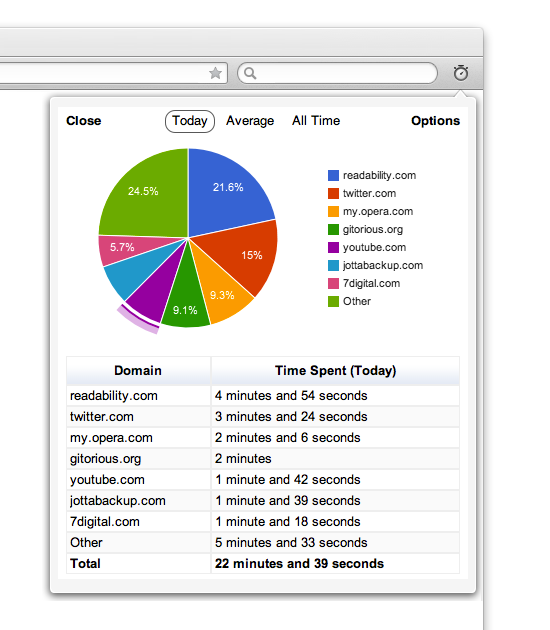 Close Today Average All Time Options
24.5%
21.6%
5.7%
15%
9.3%
9.1%
readability.com
twitter.com
my.opera.com
gitorious.org
youtube.com
jottabackup.com
7digital.com
Other
Domain Time Spent (Today)
readability.com 4 minutes and 54 seconds
twitter.com 3 minutes and 24 seconds
my.opera.com 2 minutes and 6 seconds
gitorious.org 2 minutes
youtube.com 1 minute and 42 seconds
jottabackup.com 1 minute and 39 seconds
7digital.com 1 minute and 18 seconds
Other 5 minutes and 33 seconds
Total 22 minutes and 39 seconds